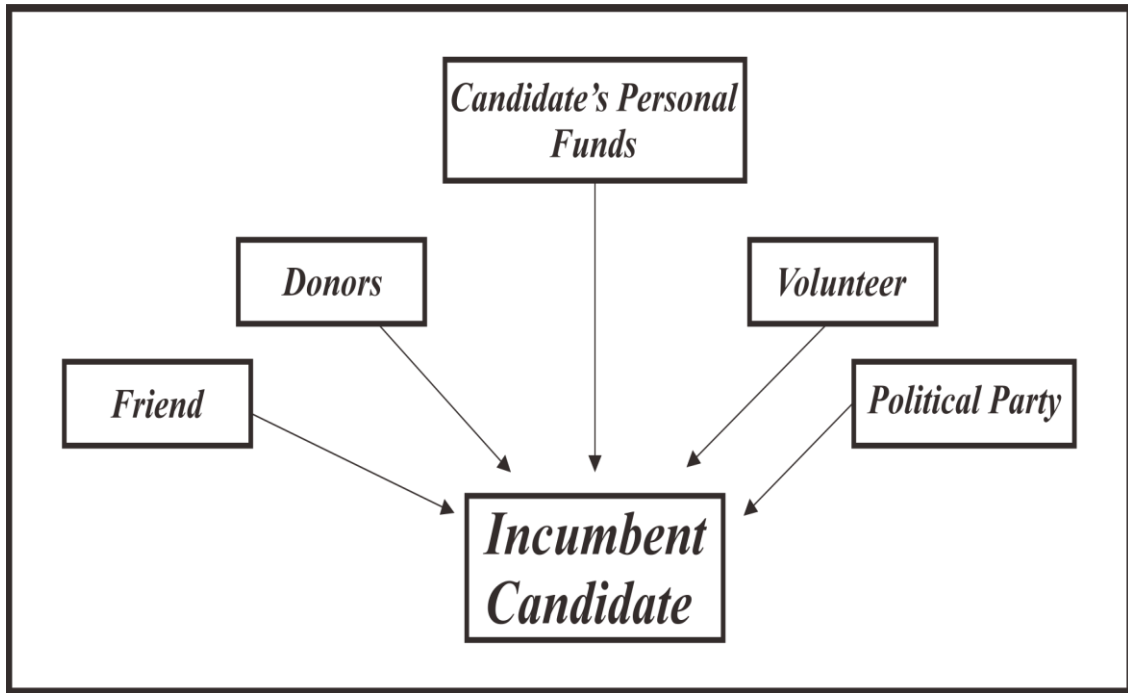 Candidate's Personal
Funds
Donors
Volunteer
Friend
Political Party
Incumbent
Candidate